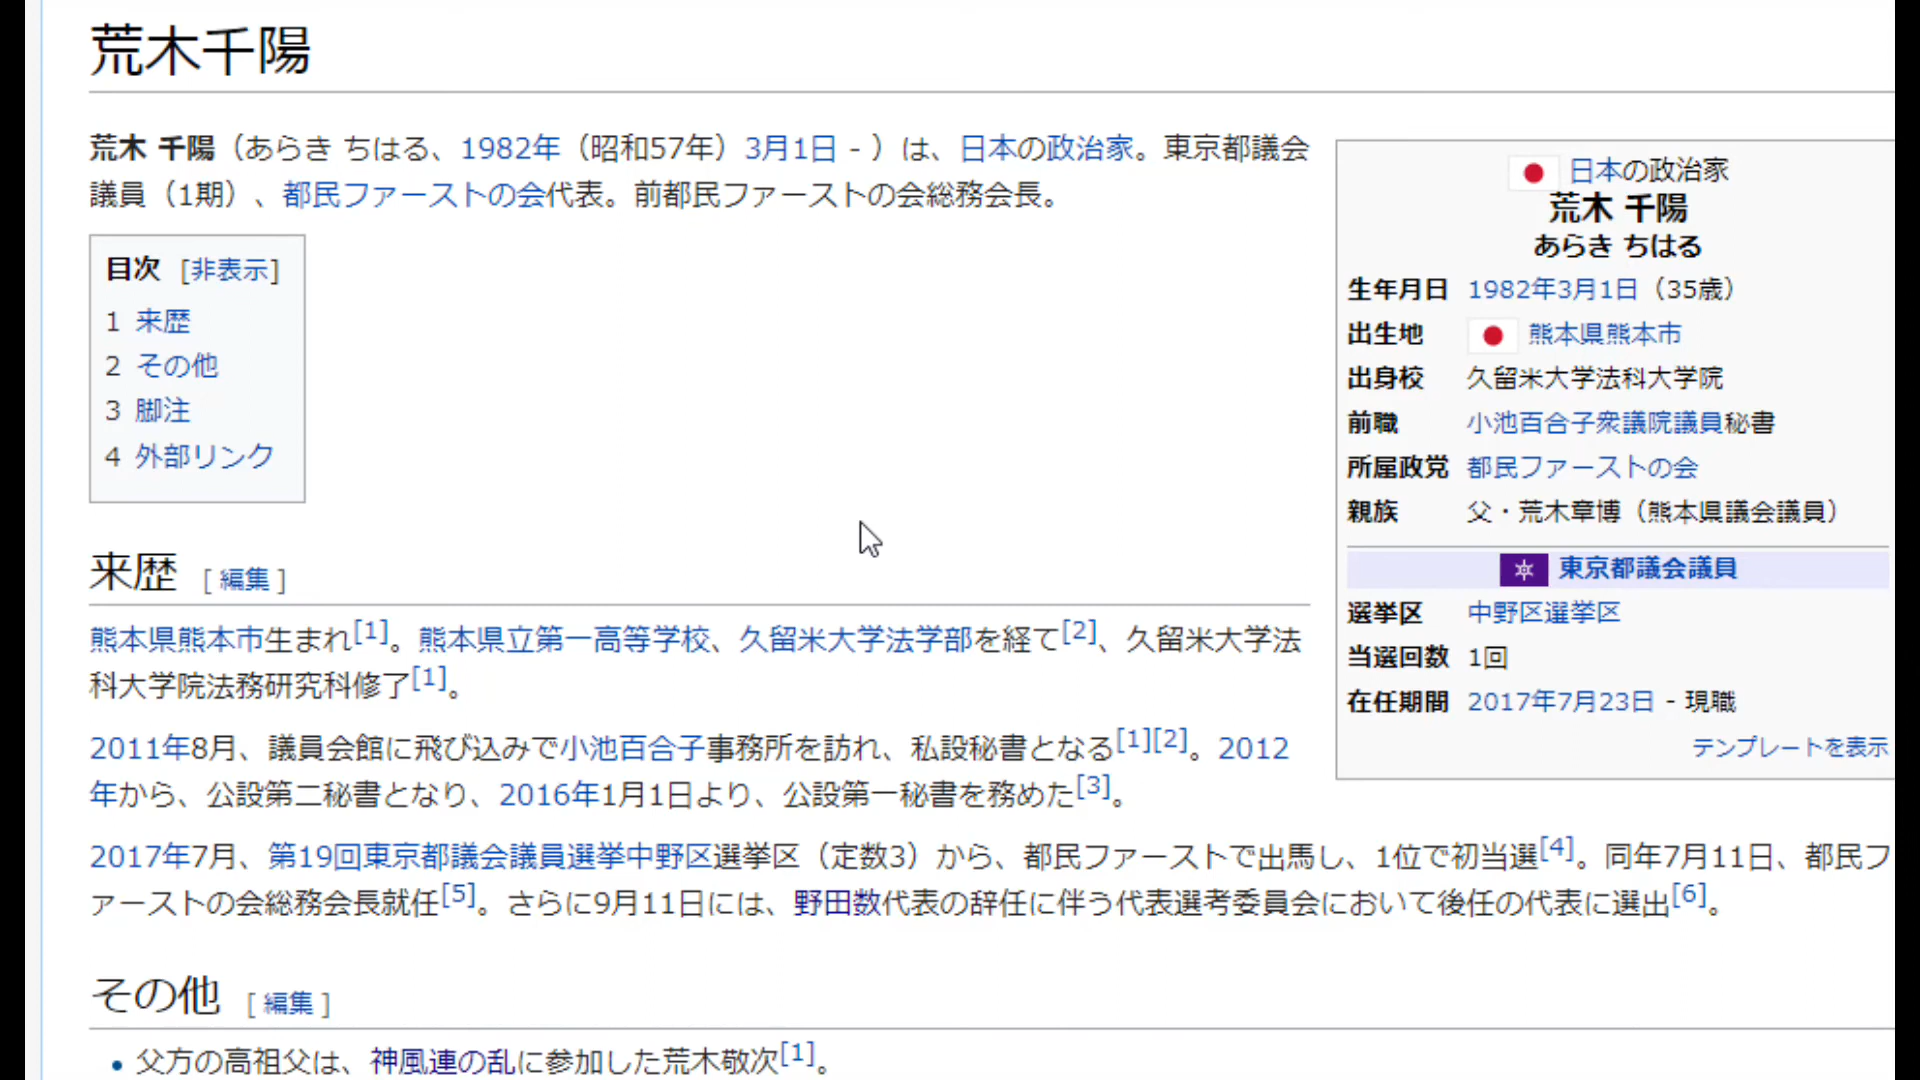 荒木千陽
荒木 千陽（あらき ちはる、1982年（昭和57年）3月1日 - ）は、日本の政治家。東京都議会
議員（1期）、都民ファーストの会代表。前都民ファーストの会総務会長。
目次 [非表示]
1 来歴
2 その他
3 脚注
4 外部リンク
日本の政治家
荒木 千陽
あらき ちはる
生年月日 1982年3月1日（35歳）
出生地 熊本県熊本市
出身校 久留米大学法科大学院
前職 小池百合子衆議院議員秘書
所属政党 都民ファーストの会
親族 父・荒木章博（熊本県議会議員）
東京都議会議員
選挙区 中野区選挙区
当選回数 1回
在任期間 2017年7月23日 - 現職
テンプレートを表示
来歴 [ 編集 ]
熊本県熊本市生まれ[1]。熊本県立第一高等学校、久留米大学法学部を経て[2]、久留米大学法
科大学院法務研究科修了[1]。
2011年8月、議員会館に飛び込みで小池百合子事務所を訪れ、私設秘書となる[1][2]。2012
年から、公設第二秘書となり、2016年1月1日より、公設第一秘書を務めた[3]。
2017年7月、第19回東京都議会議員選挙中野区選挙区（定数3）から、都民ファーストで出馬し、1位で初当選[4]。同年7月11日、都民フ
ァーストの会総務会長就任[5]。さらに9月11日には、野田数代表の辞任に伴う代表選考委員会において後任の代表に選出[6]。
その他 [ 編集 ]
• 父方の高祖父は、神風連の乱に参加した荒木敬次[1]。